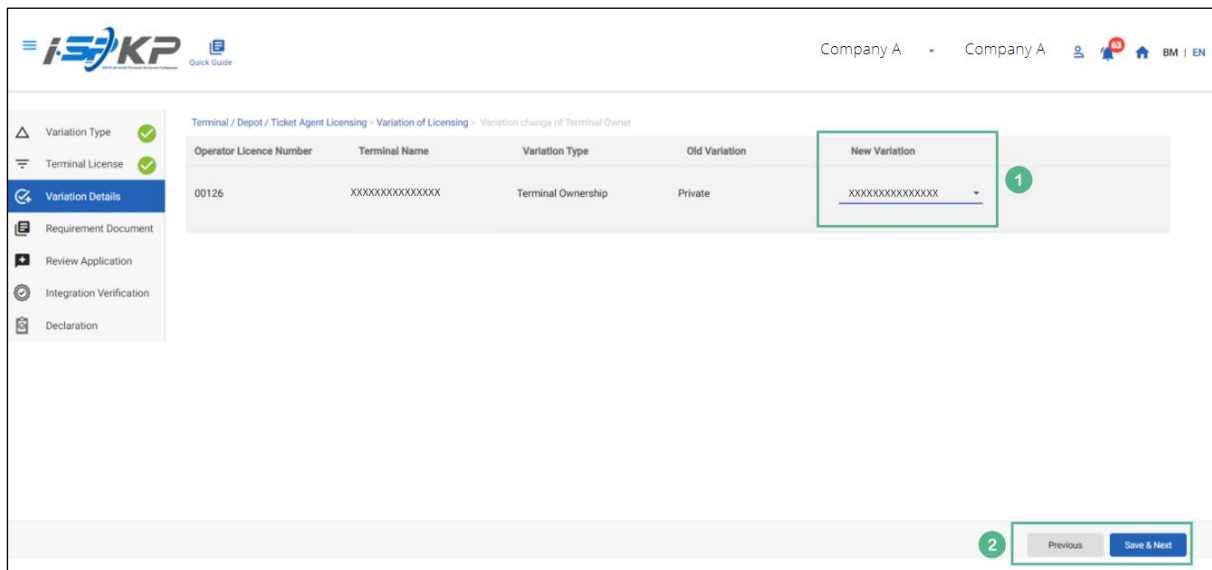 i-SPKP
Quick Guide
Company A
Company A
63
BM | EN
Variation Type
Terminal License
Variation Details
Requirement Document
Review Application
Integration Verification
Declaration
Terminal / Depot / Ticket Agent Licensing > Variation of Licensing > Variation change of Terminal Owner
Operator Licence Number Terminal Name Variation Type Old Variation New Variation
00126 XXXXXXXXXXXXXXX Terminal Ownership Private XXXXXXXXXXXXXXX
1
2
Previous Save & Next